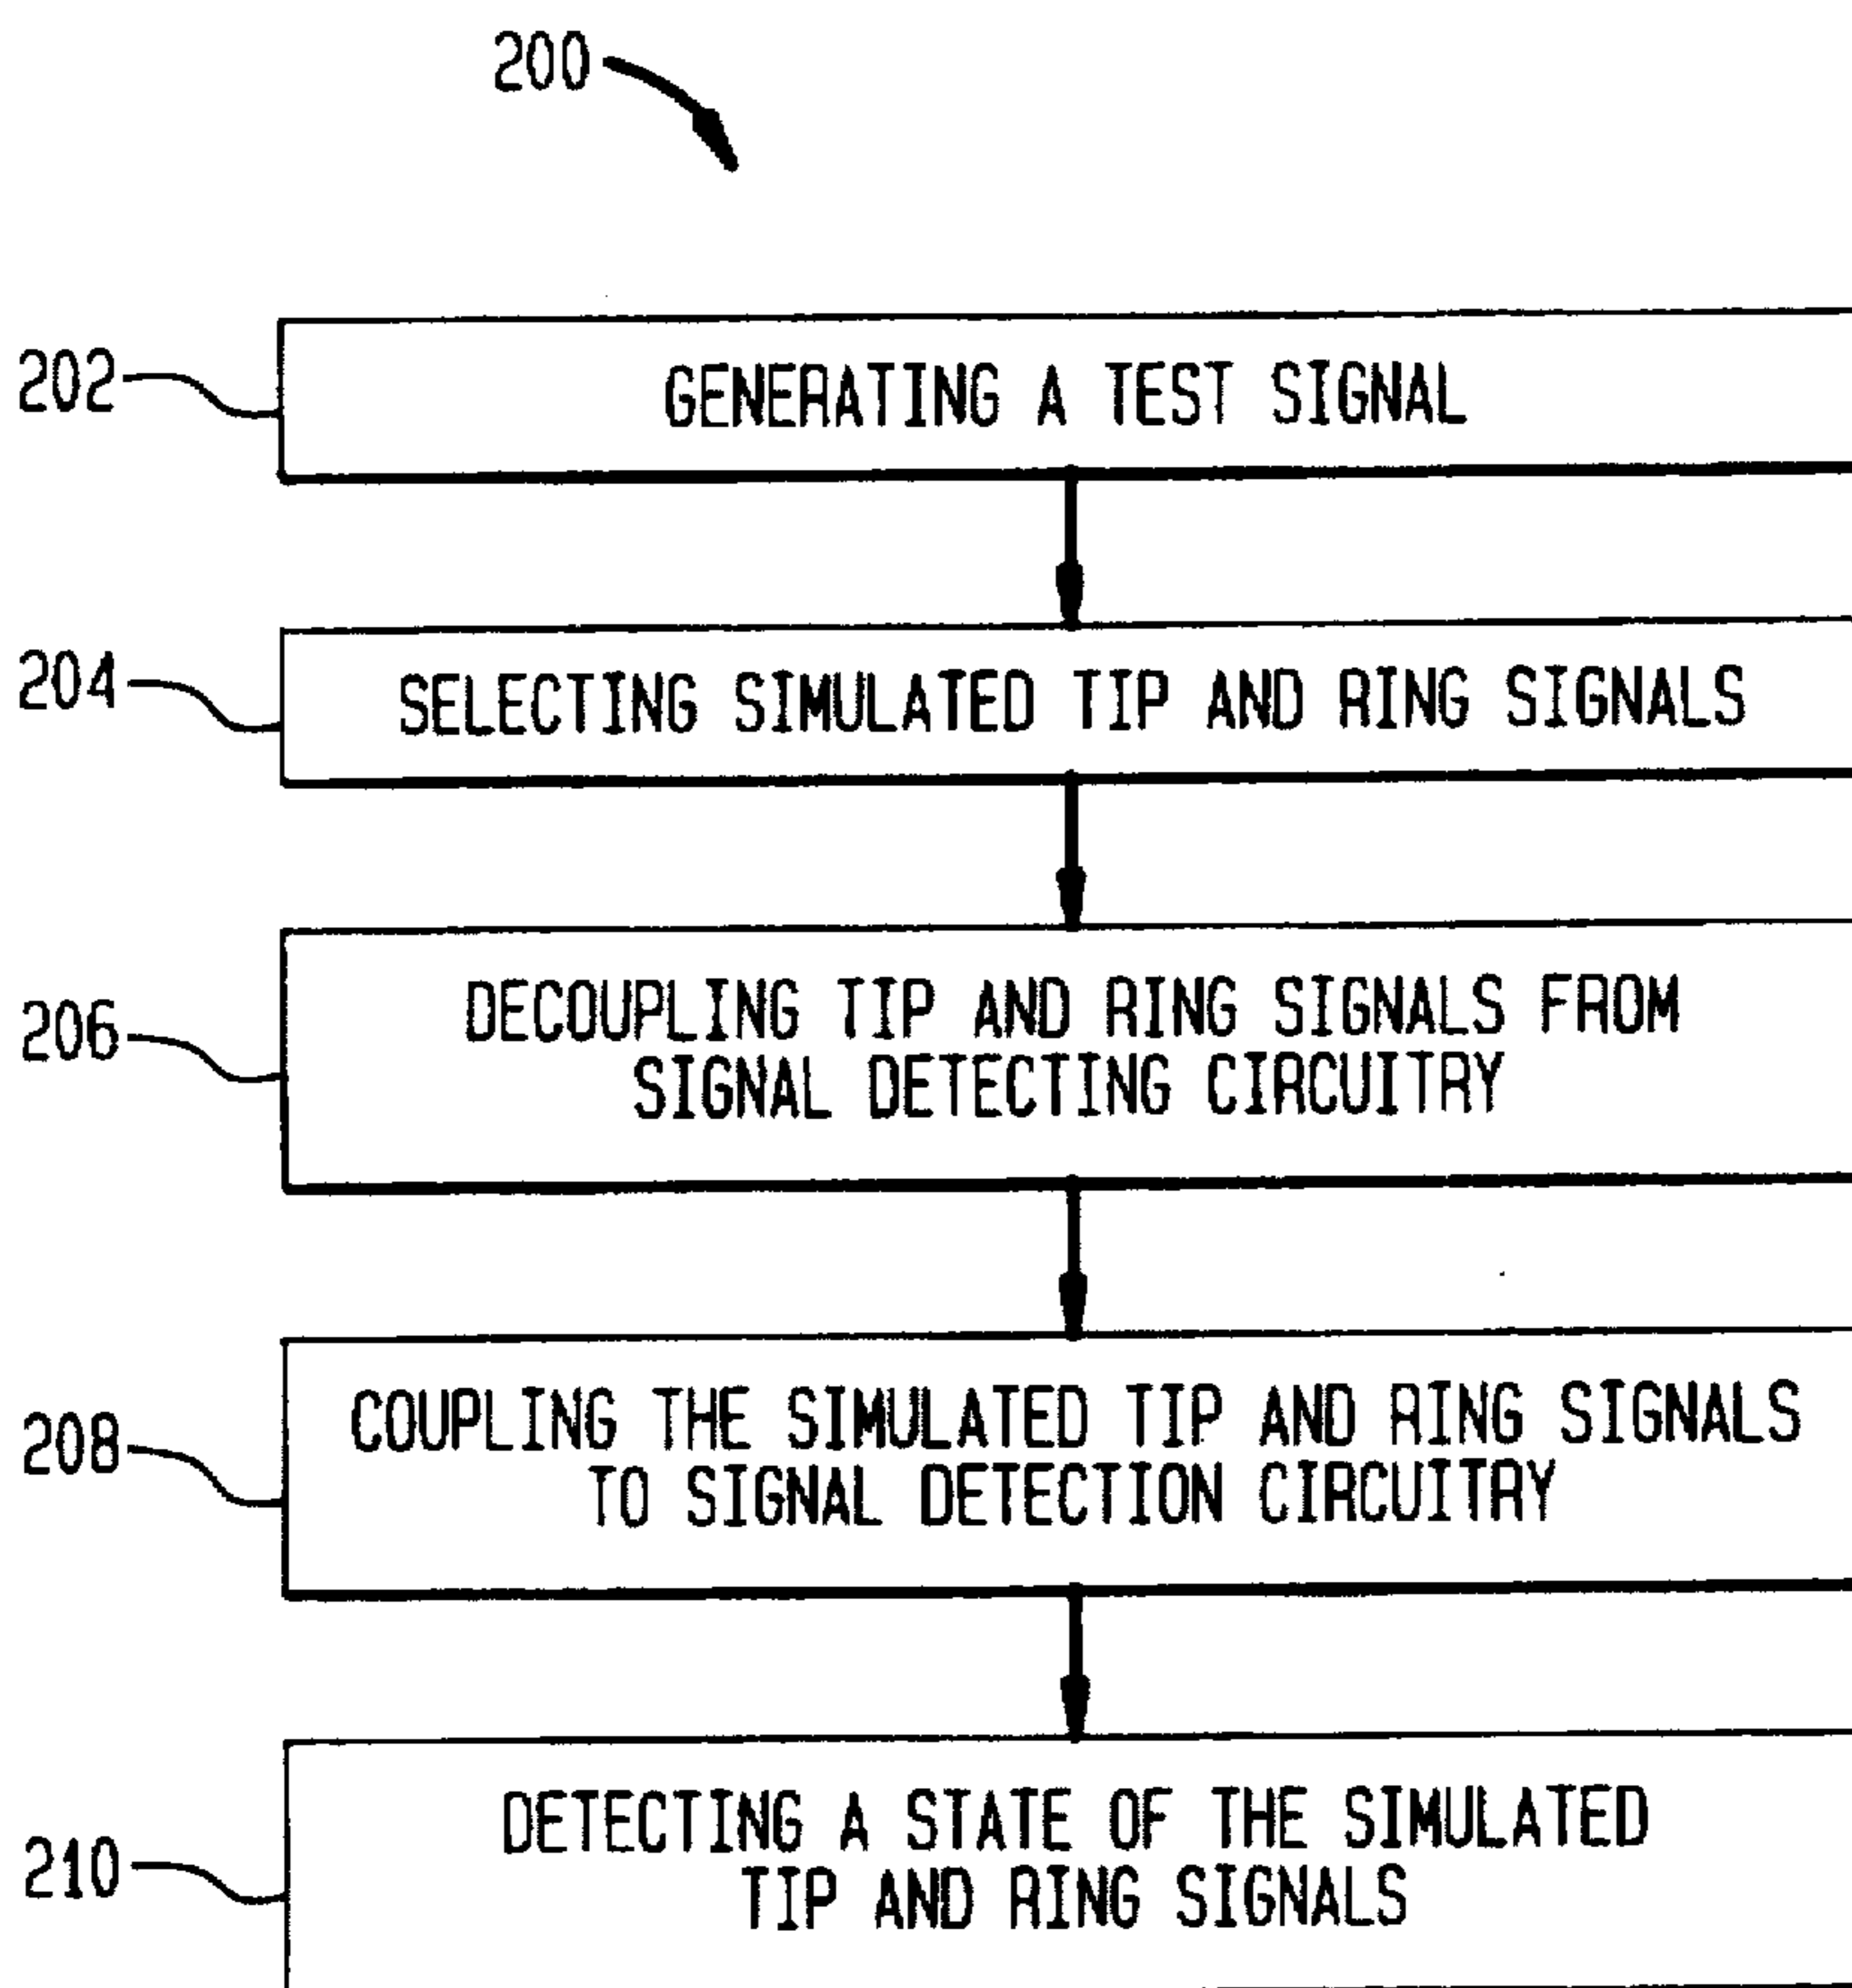 200
202
GENERATING A TEST SIGNAL
204
SELECTING SIMULATED TIP AND RING SIGNALS
206
DECOUPLING TIP AND RING SIGNALS FROM
SIGNAL DETECTING CIRCUITRY
208
COUPLING THE SIMULATED TIP AND RING SIGNALS
TO SIGNAL DETECTION CIRCUITRY
210
DETECTING A STATE OF THE SIMULATED
TIP AND RING SIGNALS